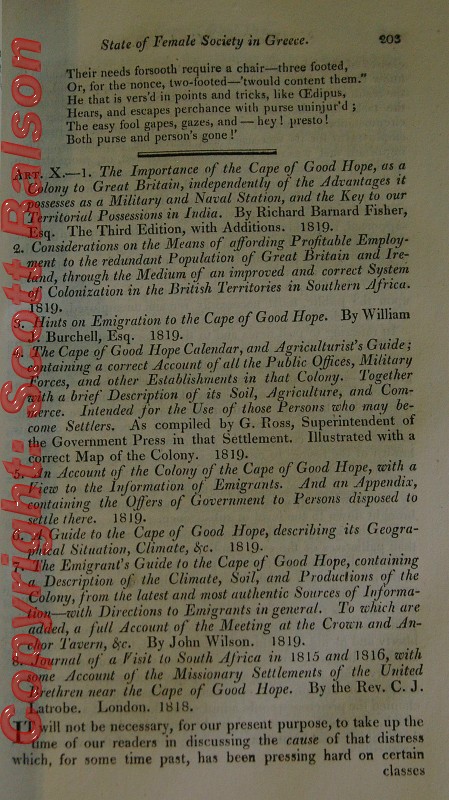 State of Female Society in Greece. 203
Their needs forsooth require a chair—three footed,
Or, for the nonce, two-footed—'twould content them."
He that is vers'd in points and tricks, like Œdipus,
Hears, and escapes perchance with purse uninjur'd;
The easy fool gapes, gazes, and—hey! presto!
Both purse and person's gone!'
ART. X.—1. The Importance of the Cape of Good Hope, as a
Colony to Great Britain, independently of the Advantages it
possesses as a Military and Naval Station, and the Key to our
Territorial Possessions in India. By Richard Barnard Fisher,
Esq. The Third Edition, with Additions. 1819.
2. Considerations on the Means of affording Profitable Employ-
ment to the redundant Population of Great Britain and Ire-
land, through the Medium of an improved and correct System
of Colonization in the British Territories in Southern Africa.
1819.
3. Hints on Emigration to the Cape of Good Hope. By William
J. Burchell, Esq. 1819.
4. The Cape of Good Hope Calendar, and Agriculturist's Guide;
containing a correct Account of all the Public Offices, Military
Forces, and other Establishments in that Colony. Together
with a brief Description of its Soil, Agriculture, and Com-
merce. Intended for the Use of those Persons who may be-
come Settlers. As compiled by G. Ross, Superintendent of
the Government Press in that Settlement. Illustrated with a
correct Map of the Colony. 1819.
5. An Account of the Colony of the Cape of Good Hope, with a
View to the Information of Emigrants. And an Appendix,
containing the Offers of Government to Persons disposed to
settle there. 1819.
6. A Guide to the Cape of Good Hope, describing its Geogra-
phical Situation, Climate, &c. 1819.
7. The Emigrant's Guide to the Cape of Good Hope, containing
a Description of the Climate, Soil, and Productions of the
Colony, from the latest and most authentic Sources of Informa-
tion—with Directions to Emigrants in general. To which are
added, a full Account of the Meeting at the Crown and An-
chor Tavern, &c. By John Wilson. 1819.
8. Journal of a Visit to South Africa in 1815 and 1816, with
some Account of the Missionary Settlements of the United
Brethren near the Cape of Good Hope. By the Rev. C. J.
Latrobe. London. 1818.
IT will not be necessary, for our present purpose, to take up the
time of our readers in discussing the cause of that distress
which, for some time past, has been pressing hard on certain
classes
Copyright: Scott Balson